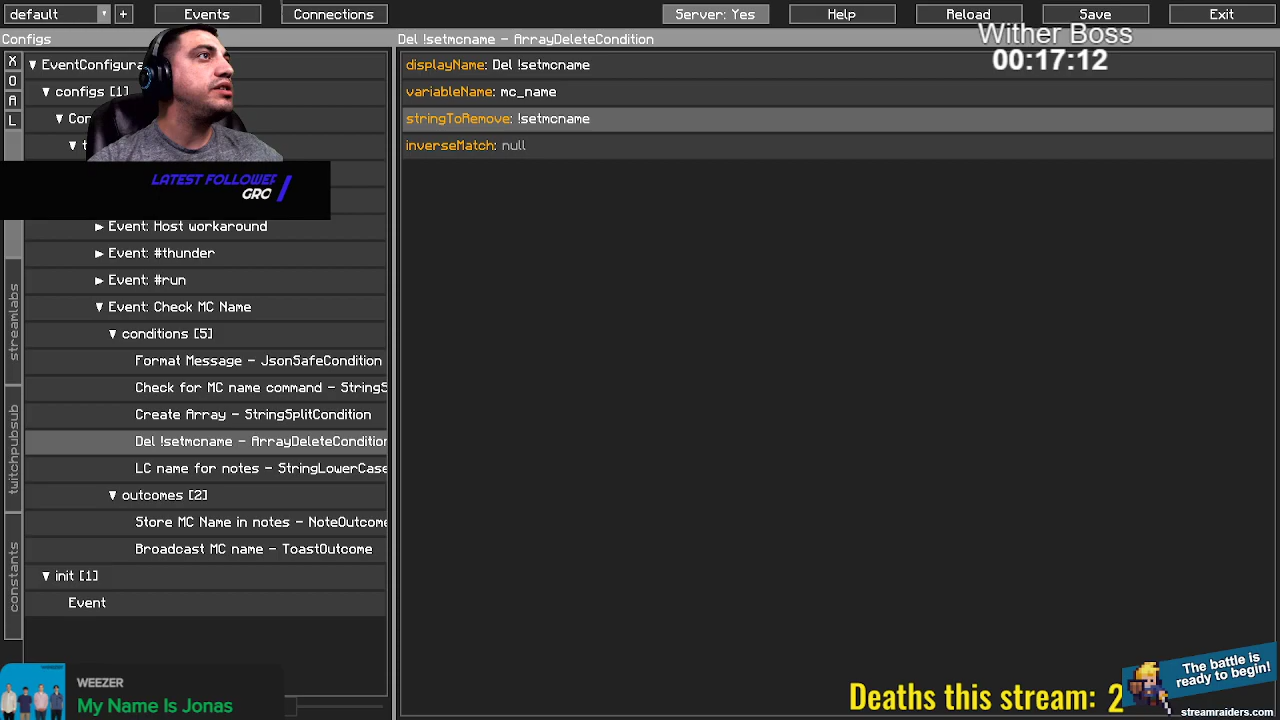 default
+
Events
Connections
Server: Yes
Help
Reload
Save
Exit
Configs
Del !setmcname - ArrayDeleteCondition
Wither Boss
00:17:12
X
O
A
L
EventConfigura
configs [1]
Con
displayName: Del !setmcname
variableName: mc_name
stringToRemove: !setmcname
inverseMatch: null
LATEST FOLLOWER
GRO
Event: Host workaround
Event: #thunder
Event: #run
Event: Check MC Name
conditions [5]
Format Message - JsonSafeCondition
Check for MC name command - StringS
Create Array - StringSplitCondition
Del !setmcname - ArrayDeleteCondition
LC name for notes - StringLowerCase
outcomes [2]
Store MC Name in notes - NoteOutcome
Broadcast MC name - ToastOutcome
init [1]
Event
streamlabs
twitchpubsub
constants
WEEZER
My Name Is Jonas
Deaths this stream: 2
The battle is
ready to begin!
streamraiders.com